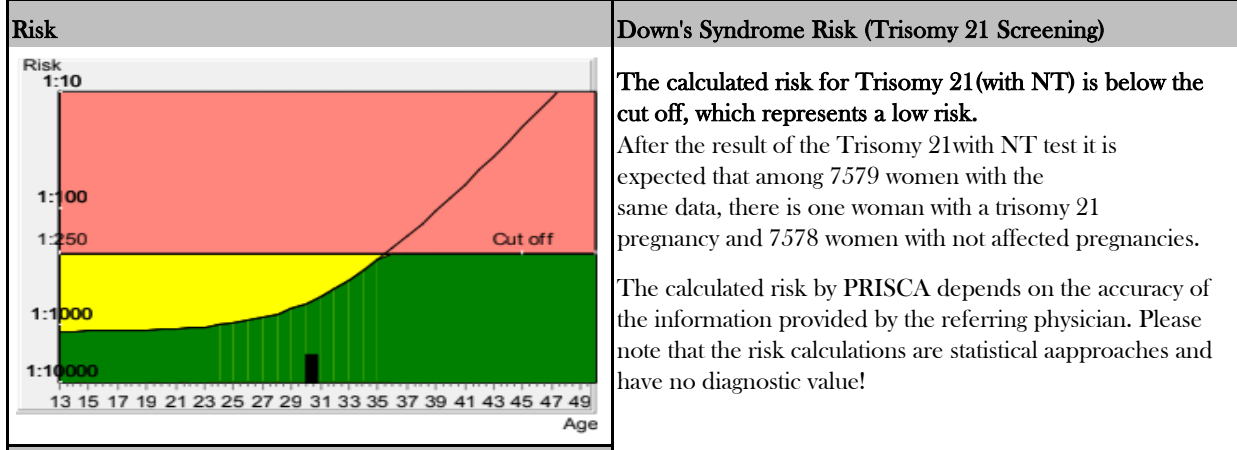 Risk
Risk
1:10
1:100
1:250
Cut off
1:1000
1:10000
13 15 17 19 21 23 25 27 29 31 33 35 37 39 41 43 45 47 49
Age
Down's Syndrome Risk (Trisomy 21 Screening)
The calculated risk for Trisomy 21(with NT) is below the
cut off, which represents a low risk.
After the result of the Trisomy 21with NT test it is
expected that among 7579 women with the
same data, there is one woman with a trisomy 21
pregnancy and 7578 women with not affected pregnancies.
The calculated risk by PRISCA depends on the accuracy of
the information provided by the referring physician. Please
note that the risk calculations are statistical aapproaches and
have no diagnostic value!